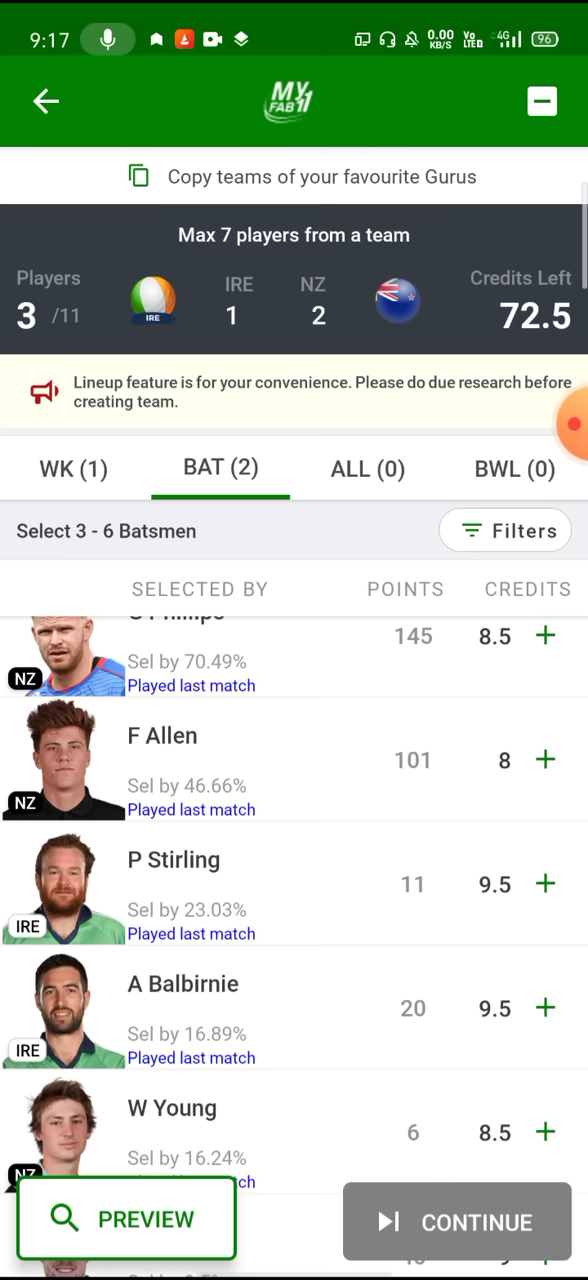 9:17
0.00 KB/S VoLTED 4G 96
MY FAB11
Copy teams of your favourite Gurus
Max 7 players from a team
Players IRE NZ Credits Left
3 /11 IRE 1 2 72.5
Lineup feature is for your convenience. Please do due research before
creating team.
WK (1) BAT (2) ALL (0) BWL (0)
Select 3 - 6 Batsmen Filters
SELECTED BY POINTS CREDITS
145 8.5 +
Sel by 70.49%
NZ Played last match
F Allen
101 8 +
Sel by 46.66%
NZ Played last match
P Stirling
11 9.5 +
Sel by 23.03%
IRE Played last match
A Balbirnie
20 9.5 +
Sel by 16.89%
IRE Played last match
W Young
6 8.5 +
Sel by 16.24%
NZ
PREVIEW CONTINUE